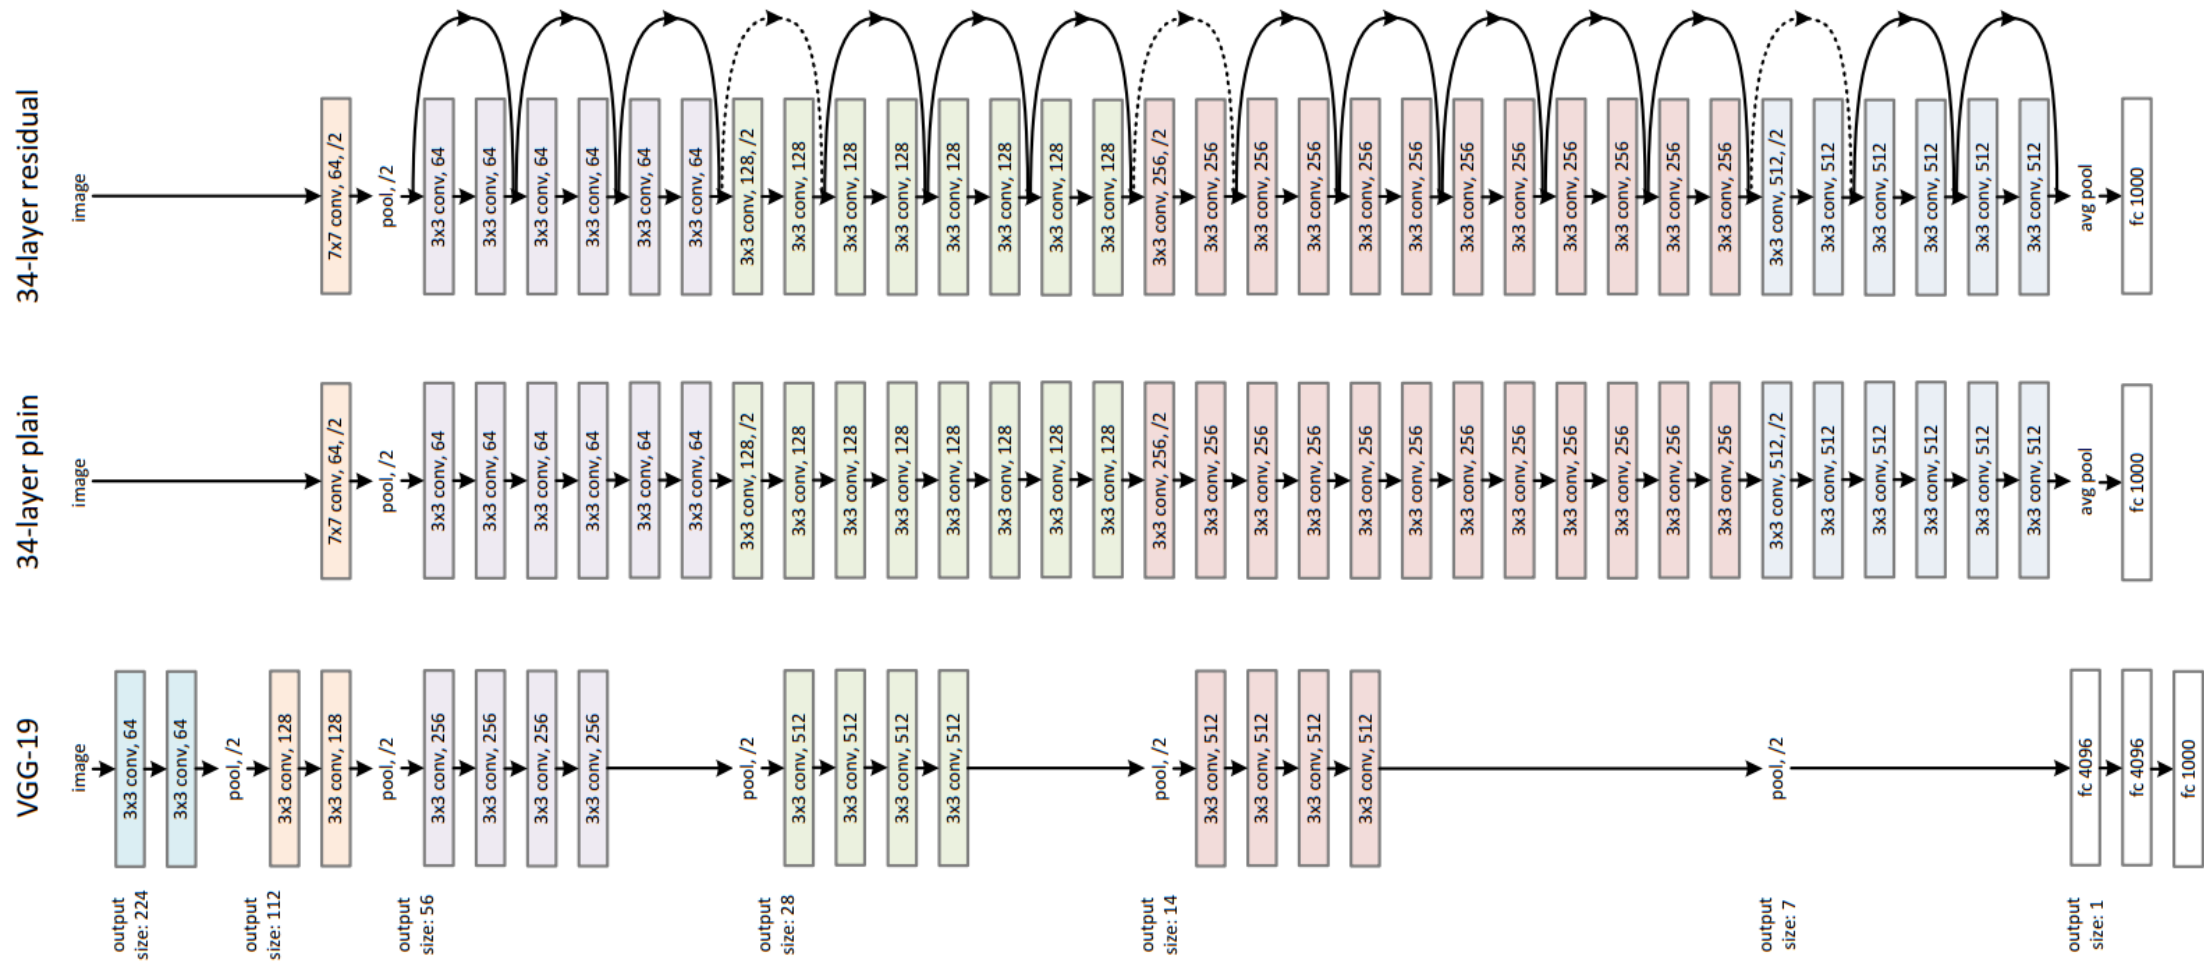 34-layer residual
image
7x7 conv, 64, /2
pool, /2
3x3 conv, 64
3x3 conv, 64
3x3 conv, 64
3x3 conv, 64
3x3 conv, 64
3x3 conv, 64
3x3 conv, 128, /2
3x3 conv, 128
3x3 conv, 128
3x3 conv, 128
3x3 conv, 128
3x3 conv, 128
3x3 conv, 128
3x3 conv, 128
3x3 conv, 256, /2
3x3 conv, 256
3x3 conv, 256
3x3 conv, 256
3x3 conv, 256
3x3 conv, 256
3x3 conv, 256
3x3 conv, 256
3x3 conv, 256
3x3 conv, 256
3x3 conv, 256
3x3 conv, 256
3x3 conv, 512, /2
3x3 conv, 512
3x3 conv, 512
3x3 conv, 512
3x3 conv, 512
3x3 conv, 512
avg pool
fc 1000
34-layer plain
image
7x7 conv, 64, /2
pool, /2
3x3 conv, 64
3x3 conv, 64
3x3 conv, 64
3x3 conv, 64
3x3 conv, 64
3x3 conv, 64
3x3 conv, 128, /2
3x3 conv, 128
3x3 conv, 128
3x3 conv, 128
3x3 conv, 128
3x3 conv, 128
3x3 conv, 128
3x3 conv, 128
3x3 conv, 256, /2
3x3 conv, 256
3x3 conv, 256
3x3 conv, 256
3x3 conv, 256
3x3 conv, 256
3x3 conv, 256
3x3 conv, 256
3x3 conv, 256
3x3 conv, 256
3x3 conv, 256
3x3 conv, 256
3x3 conv, 512, /2
3x3 conv, 512
3x3 conv, 512
3x3 conv, 512
3x3 conv, 512
3x3 conv, 512
avg pool
fc 1000
VGG-19
image
3x3 conv, 64
3x3 conv, 64
pool, /2
3x3 conv, 128
3x3 conv, 128
pool, /2
3x3 conv, 256
3x3 conv, 256
3x3 conv, 256
3x3 conv, 256
pool, /2
3x3 conv, 512
3x3 conv, 512
3x3 conv, 512
3x3 conv, 512
pool, /2
3x3 conv, 512
3x3 conv, 512
3x3 conv, 512
3x3 conv, 512
pool, /2
fc 4096
fc 4096
fc 1000
output
size: 224
output
size: 112
output
size: 56
output
size: 28
output
size: 14
output
size: 7
output
size: 1